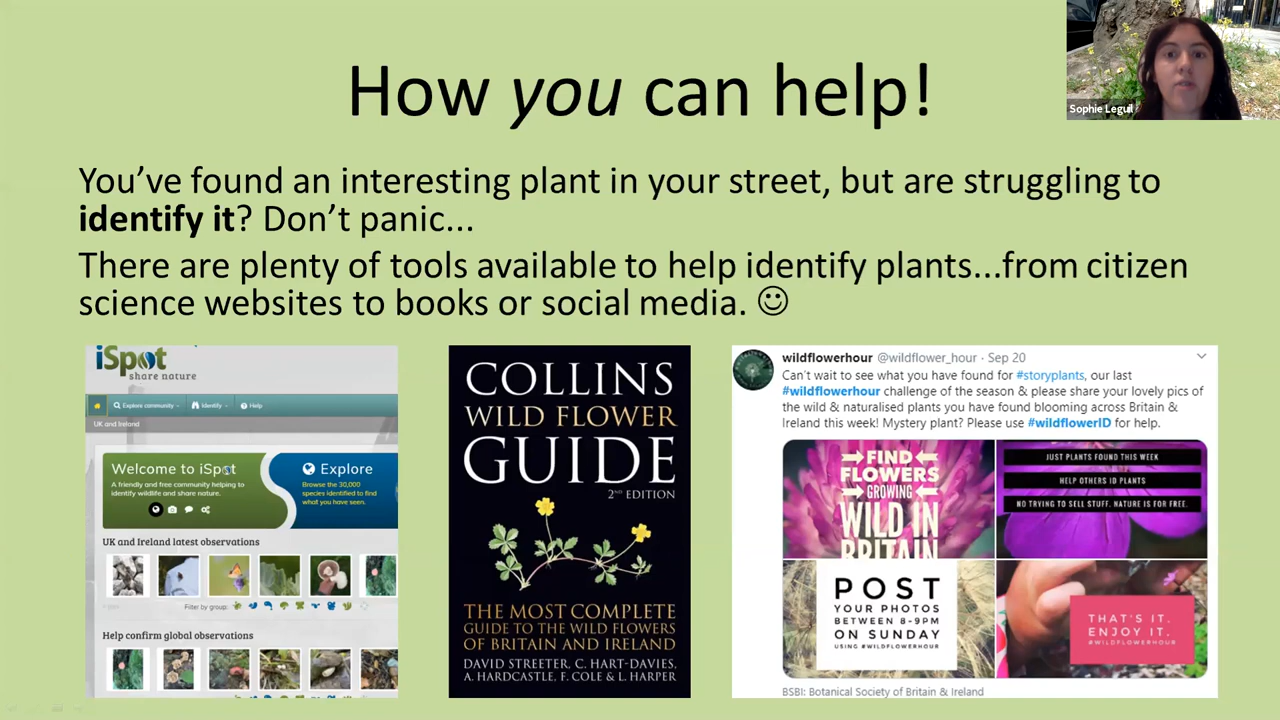 How you can help!
Sophie Leguil
You’ve found an interesting plant in your street, but are struggling to
identify it? Don’t panic...
There are plenty of tools available to help identify plants...from citizen
science websites to books or social media. ☺
iSpot
share nature
Explore community
Identify
Help
UK and Ireland
Welcome to iSpot
A friendly and free community helping to
identify wildlife and share nature.
Explore
Browse the 30,000
species identified to find
what you have seen.
UK and Ireland latest observations
Filter by group:
Help confirm global observations
COLLINS
WILD FLOWER
GUIDE
2ND EDITION
THE MOST COMPLETE
GUIDE TO THE WILD FLOWERS
OF BRITAIN AND IRELAND
DAVID STREETER, C. HART-DAVIES,
A. HARDCASTLE, F. COLE & L. HARPER
wildflowerhour @wildflower_hour · Sep 20
Can't wait to see what you have found for #storyplants, our last
#wildflowerhour challenge of the season & please share your lovely pics of
the wild & naturalised plants you have found blooming across Britain &
Ireland this week! Mystery plant? Please use #wildflowerID for help.
FIND
FLOWERS
GROWING
WILD IN
BRITAIN
JUST PLANTS FOUND THIS WEEK
HELP OTHERS ID PLANTS
NO TRYING TO SELL STUFF. NATURE IS FOR FREE.
POST
YOUR PHOTOS
BETWEEN 8-9PM
ON SUNDAY
USING #WILDFLOWERHOUR
THAT'S IT.
ENJOY IT.
#WILDFLOWERHOUR
BSBI: Botanical Society of Britain & Ireland